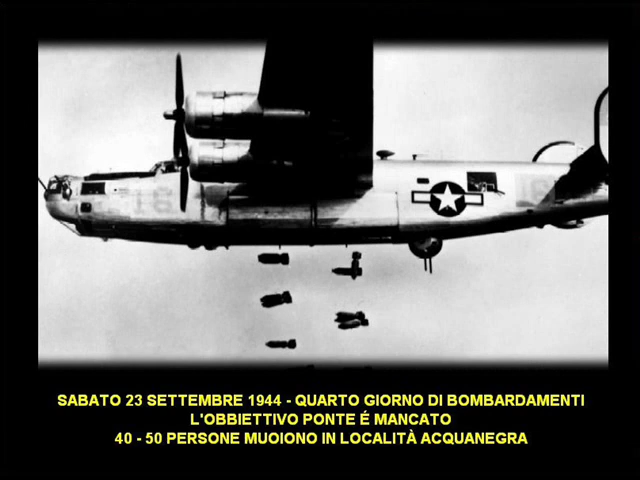 SABATO 23 SETTEMBRE 1944 - QUARTO GIORNO DI BOMBARDAMENTI
L'OBBIETTIVO PONTE É MANCATO
40 - 50 PERSONE MUOIONO IN LOCALITÀ ACQUANEGRA